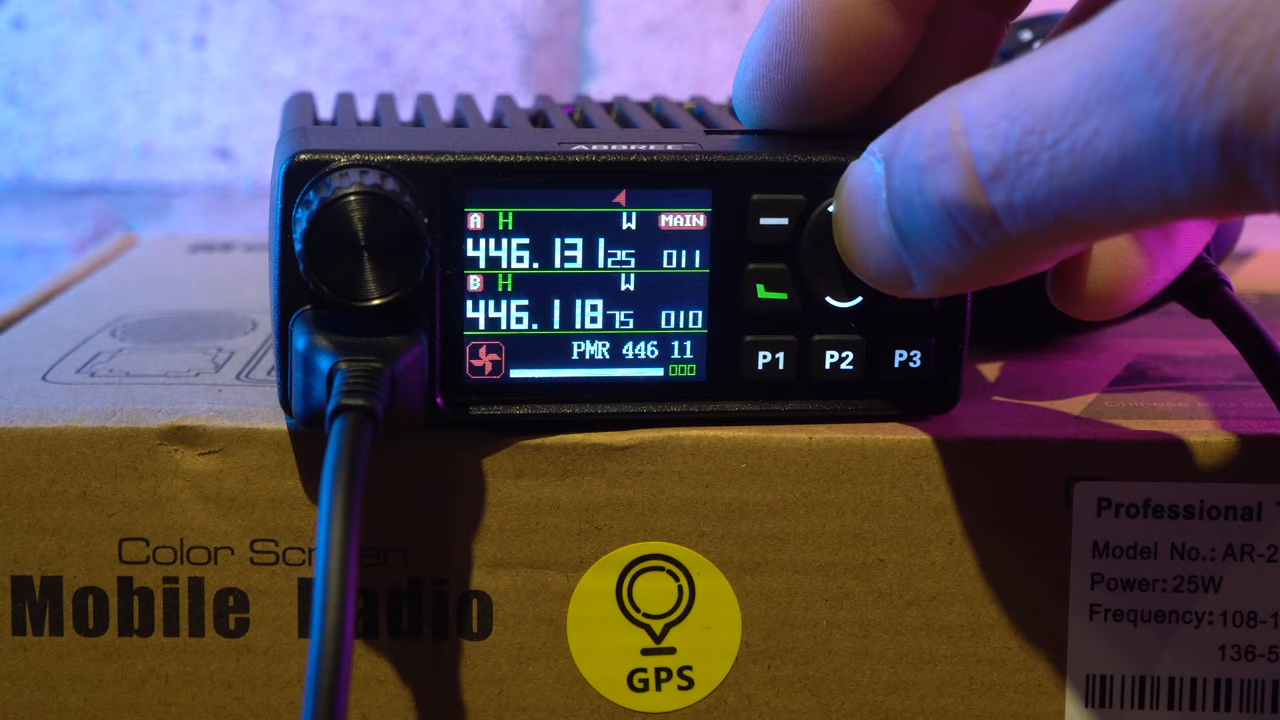 ABBREE
A H W MAIN
446.13125 011
B H W
446.11875 010
PMR 446 11
000
P1 P2 P3
Color Screen
Mobile Radio
GPS
Professional
Model No.: AR-2
Power:25W
Frequency:108-1
136-5